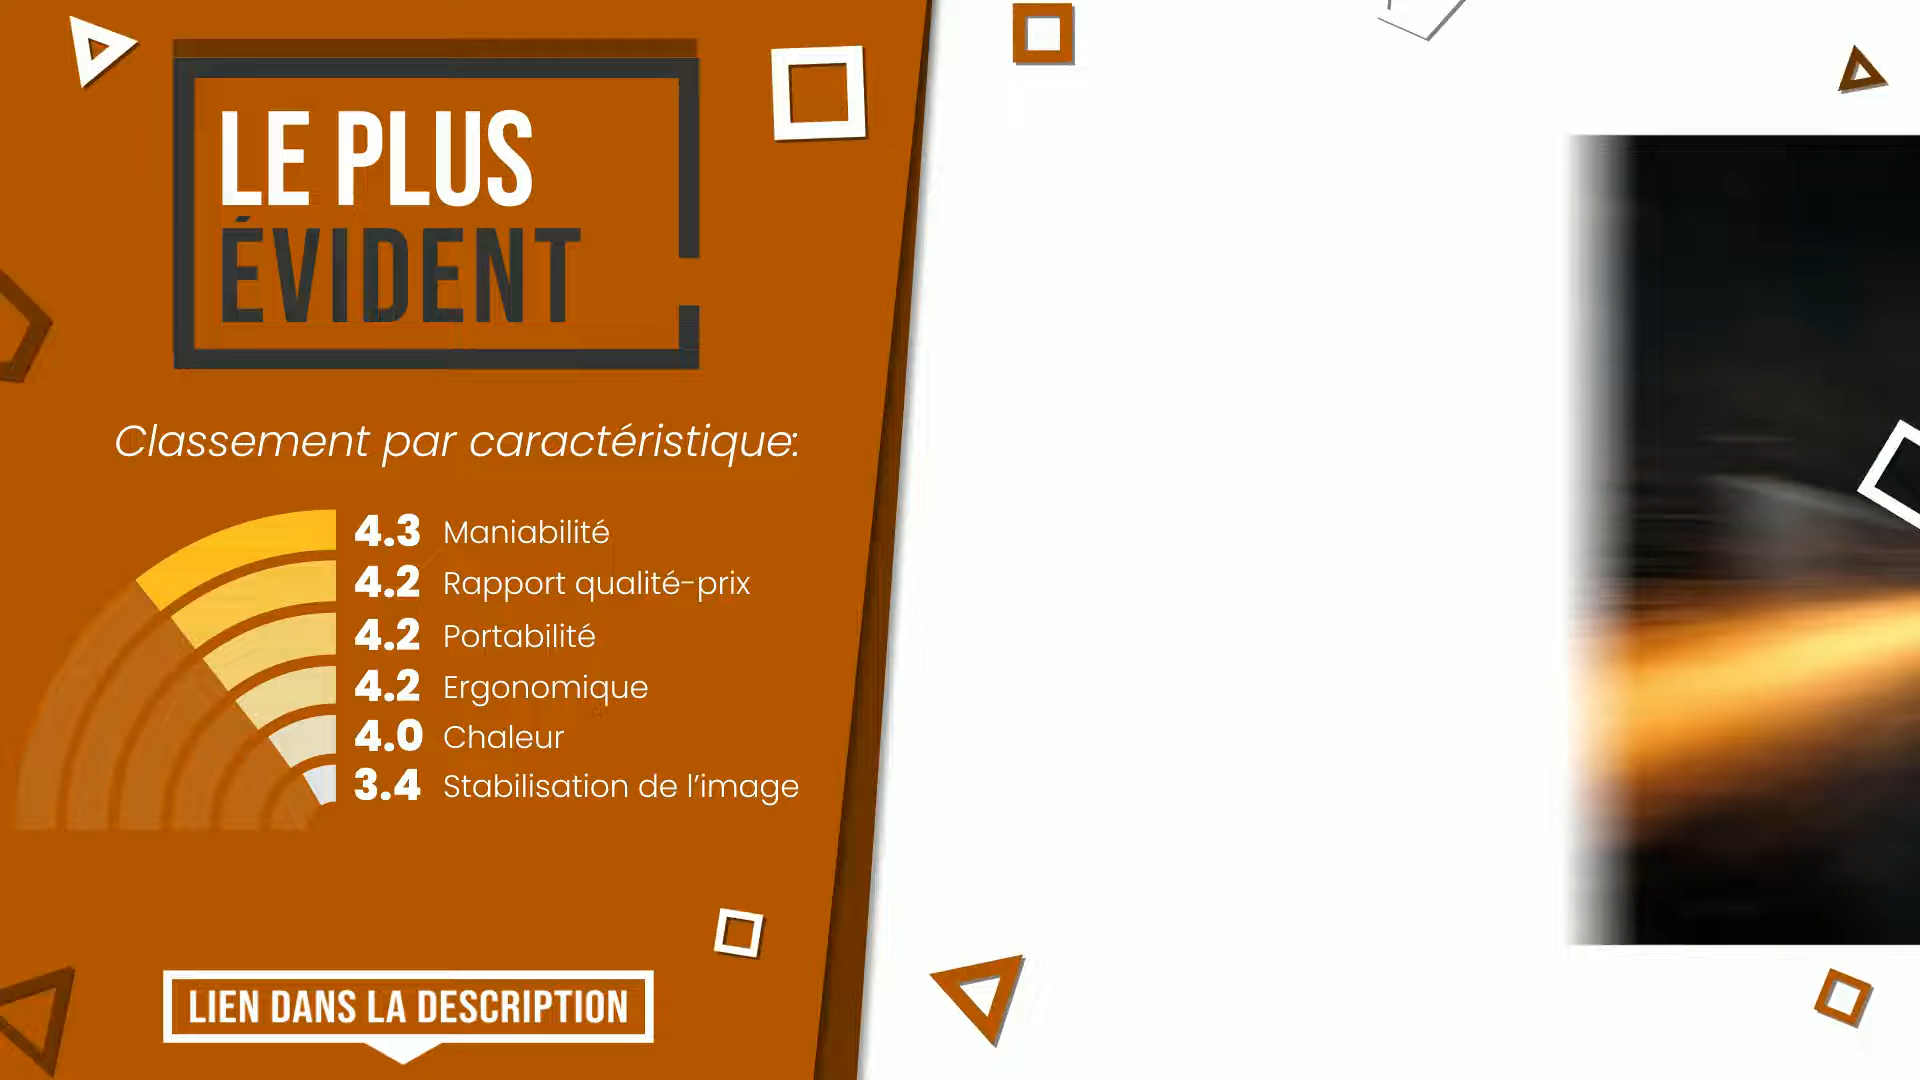 LE PLUS
ÉVIDENT
Classement par caractéristique:
4.3 Maniabilité
4.2 Rapport qualité-prix
4.2 Portabilité
4.2 Ergonomique
4.0 Chaleur
3.4 Stabilisation de l’image
LIEN DANS LA DESCRIPTION